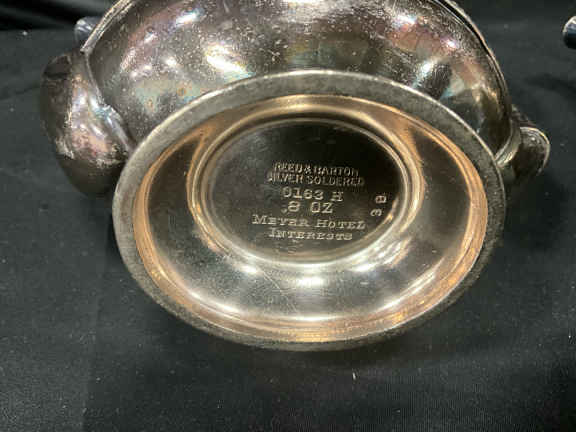 REED & BARTON
SILVER SOLDERED
0163 H
8 OZ
MEYER HOTEL
INTERESTS